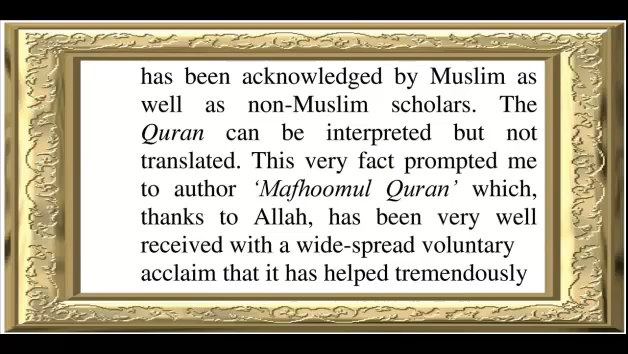 has been acknowledged by Muslim as
well as non-Muslim scholars. The
Quran can be interpreted but not
translated. This very fact prompted me
to author ‘Mafhoomul Quran’ which,
thanks to Allah, has been very well
received with a wide-spread voluntary
acclaim that it has helped tremendously